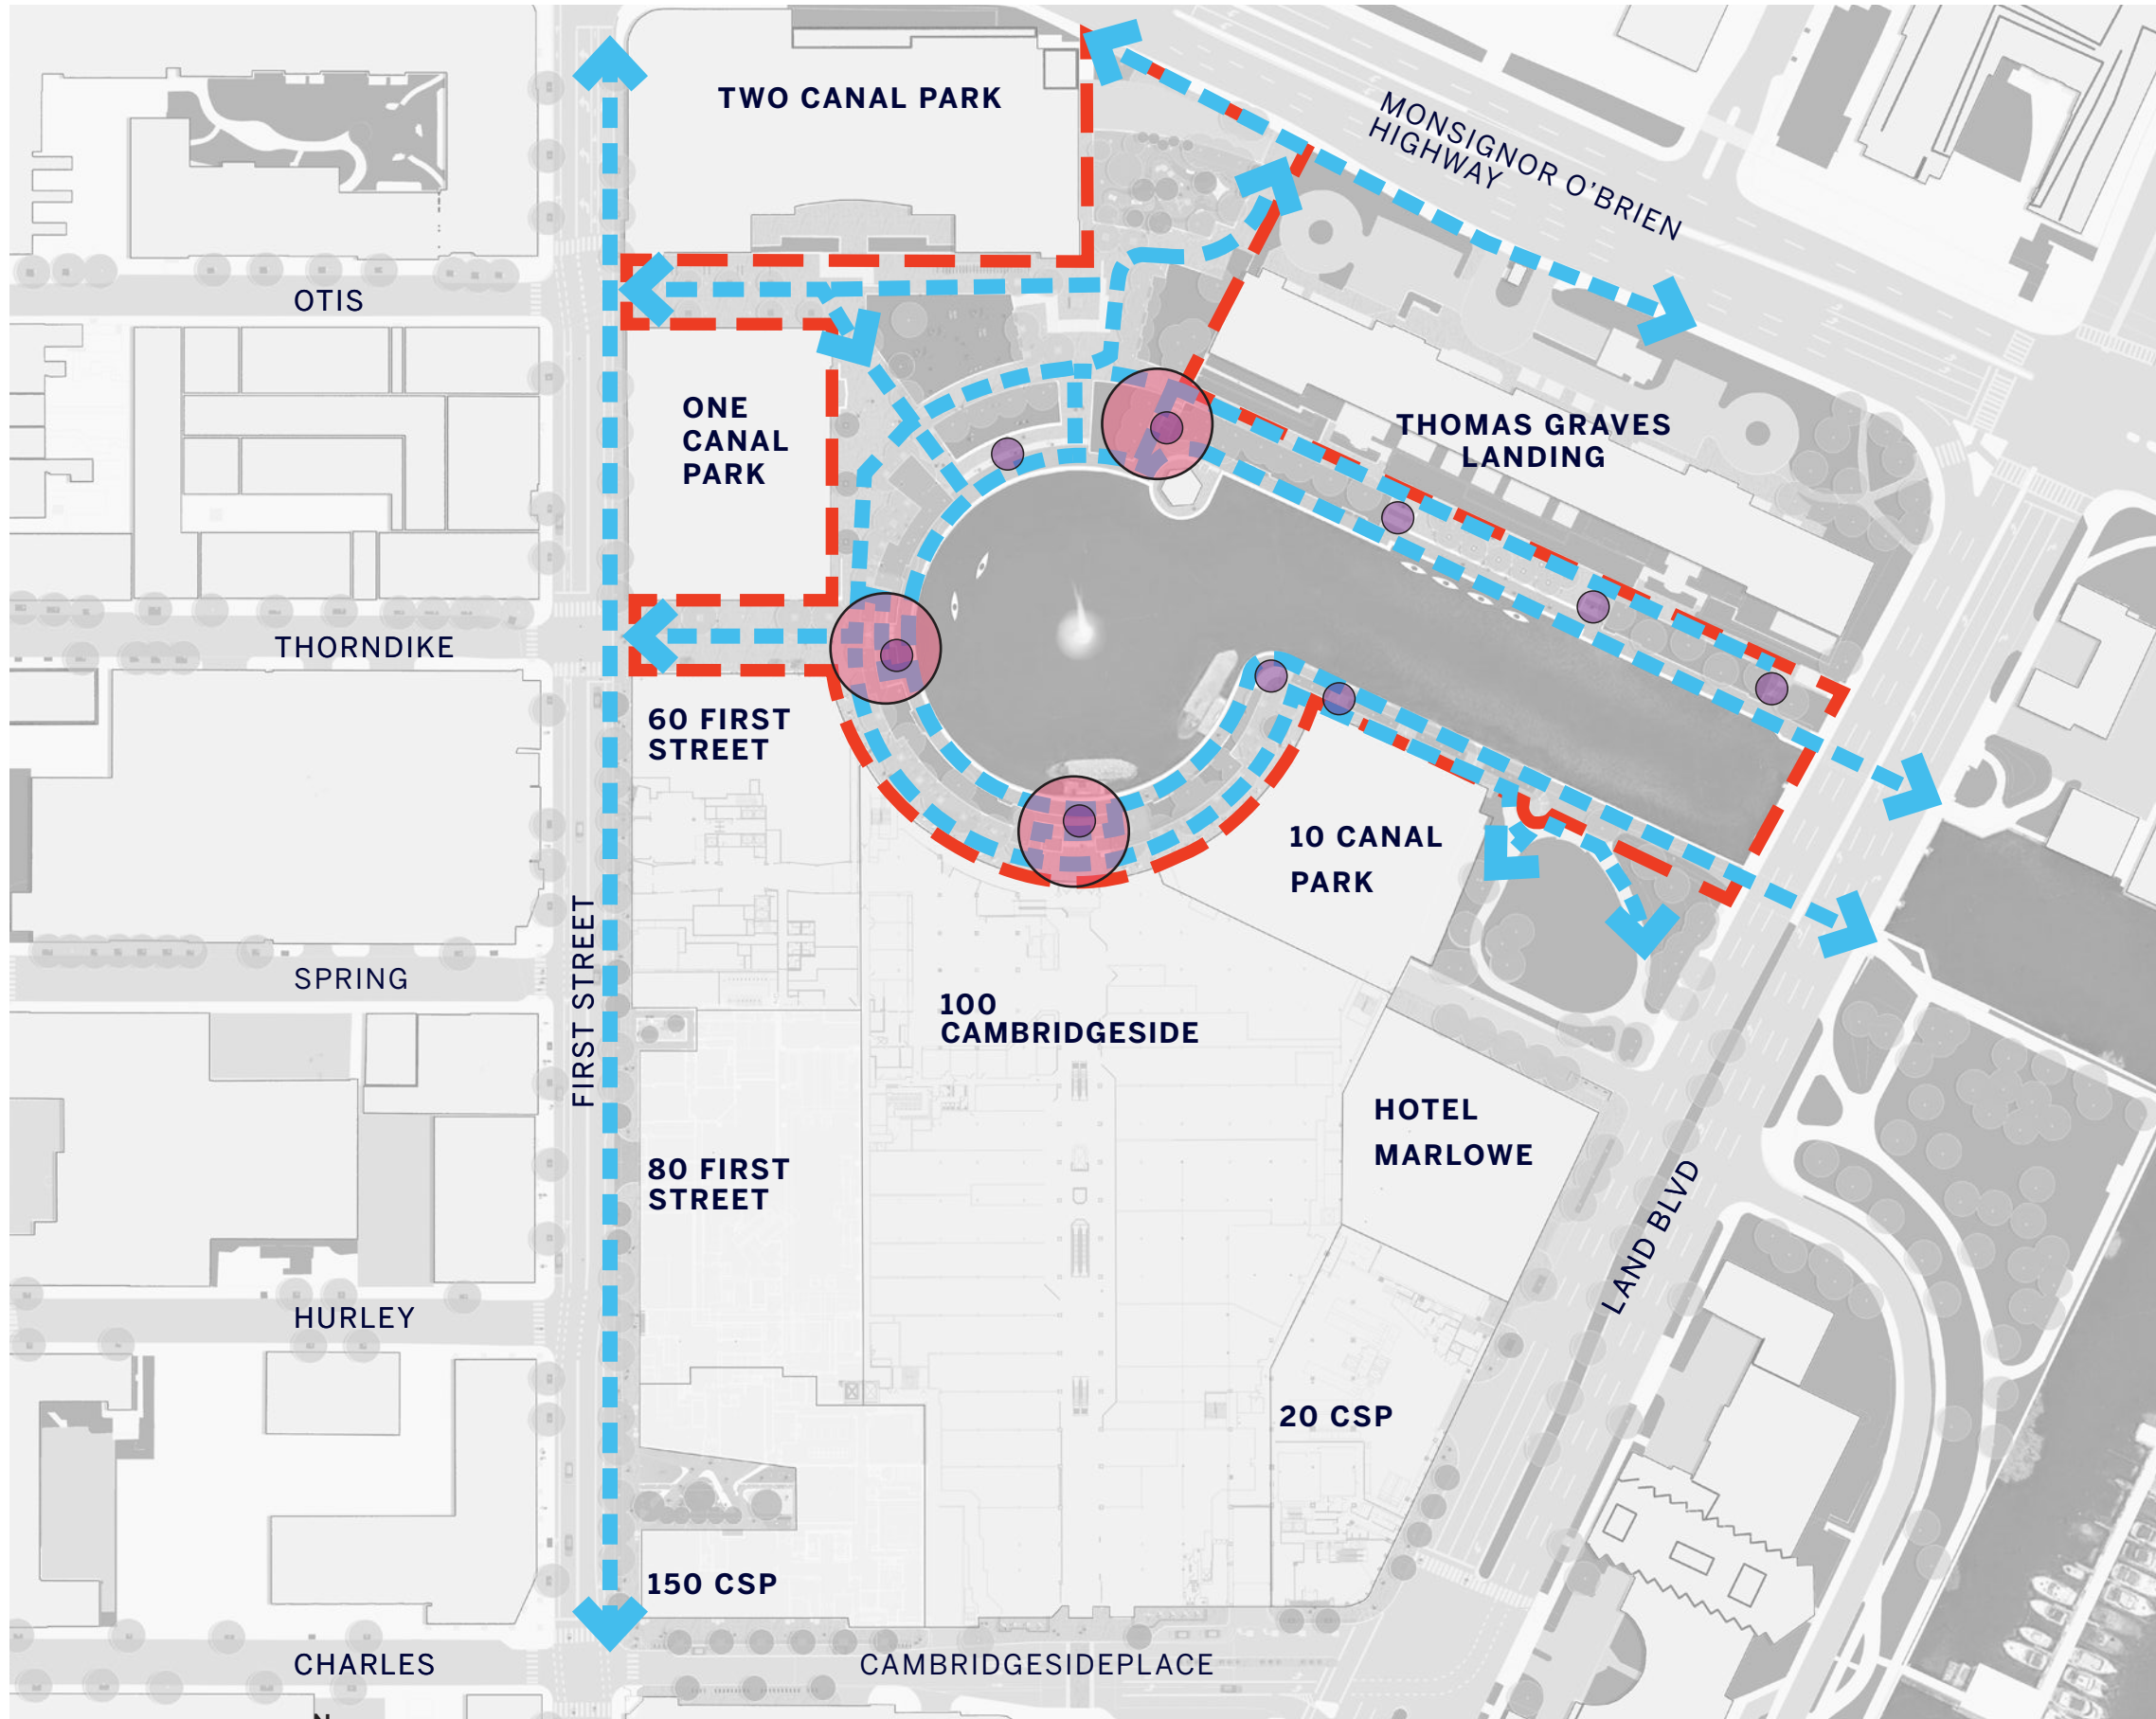 TWO CANAL PARK
MONSIGNOR O'BRIEN
HIGHWAY
OTIS
ONE
CANAL
PARK
THOMAS GRAVES
LANDING
THORNDIKE
60 FIRST
STREET
10 CANAL
PARK
FIRST STREET
SPRING
100
CAMBRIDGESIDE
HOTEL
MARLOWE
80 FIRST
STREET
LAND BLVD
HURLEY
20 CSP
150 CSP
CHARLES
CAMBRIDGESIDEPLACE